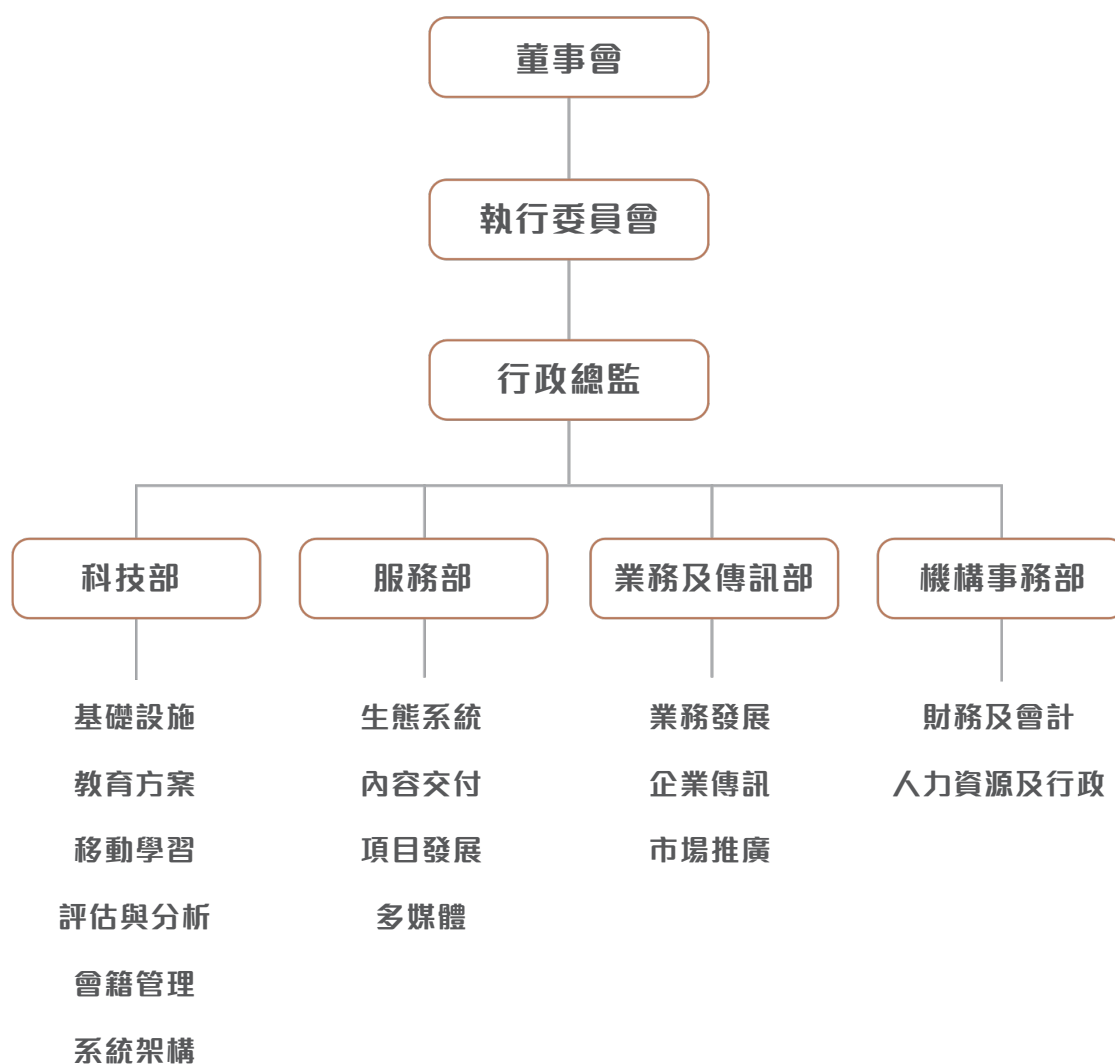 董事會
執行委員會
行政總監
科技部
服務部
業務及傳訊部
機構事務部
基礎設施
教育方案
移動學習
評估與分析
會籍管理
系統架構
生態系統
內容交付
項目發展
多媒體
業務發展
企業傳訊
市場推廣
財務及會計
人力資源及行政